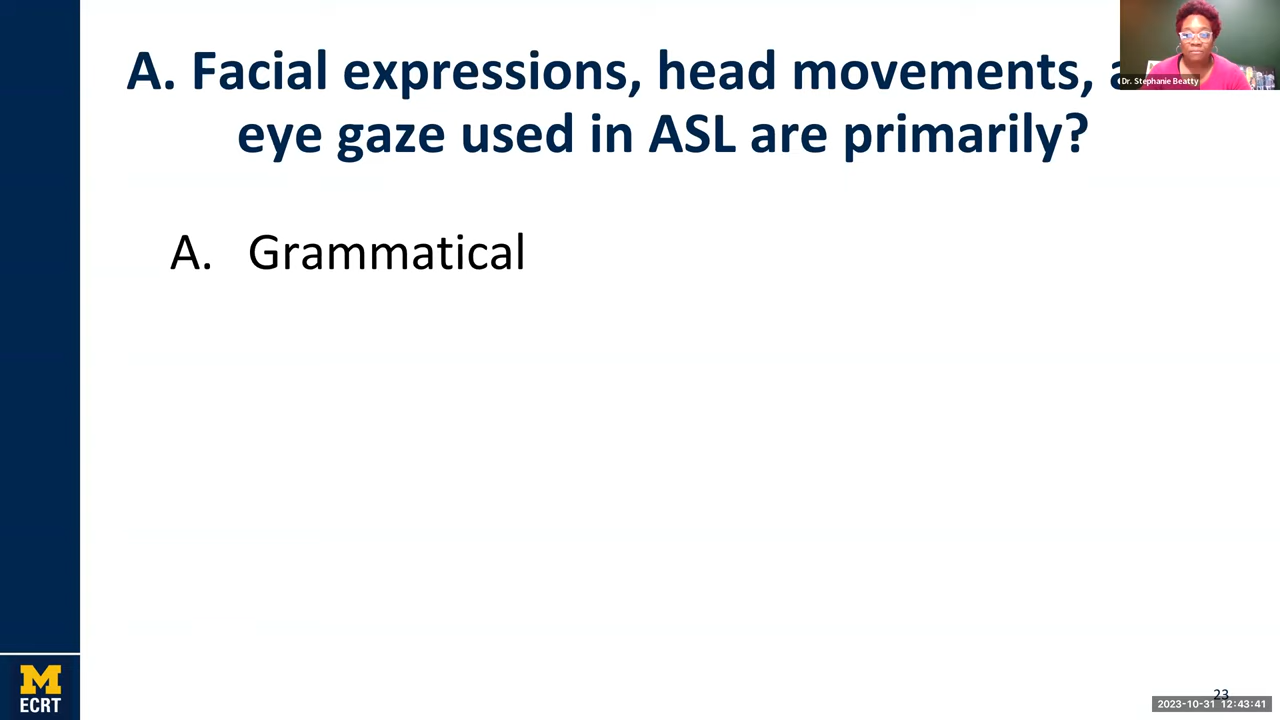 A. Facial expressions, head movements, a
eye gaze used in ASL are primarily?
Dr. Stephanie Beatty
A. Grammatical
M
ECRT
23
2023-10-31 12:43:41